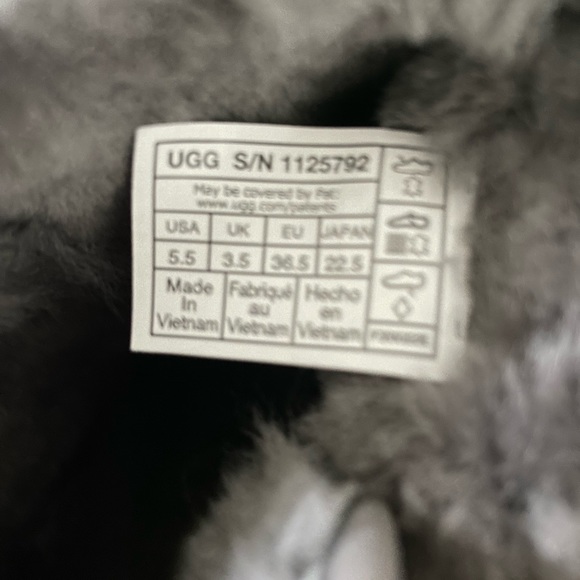 UGG S/N 1125792
May be covered by Pat:
www.ugg.com/patents
USA UK EU JAPAN
5.5 3.5 36.5 22.5
Made In Vietnam
Fabriqué au Vietnam
Hecho en Vietnam